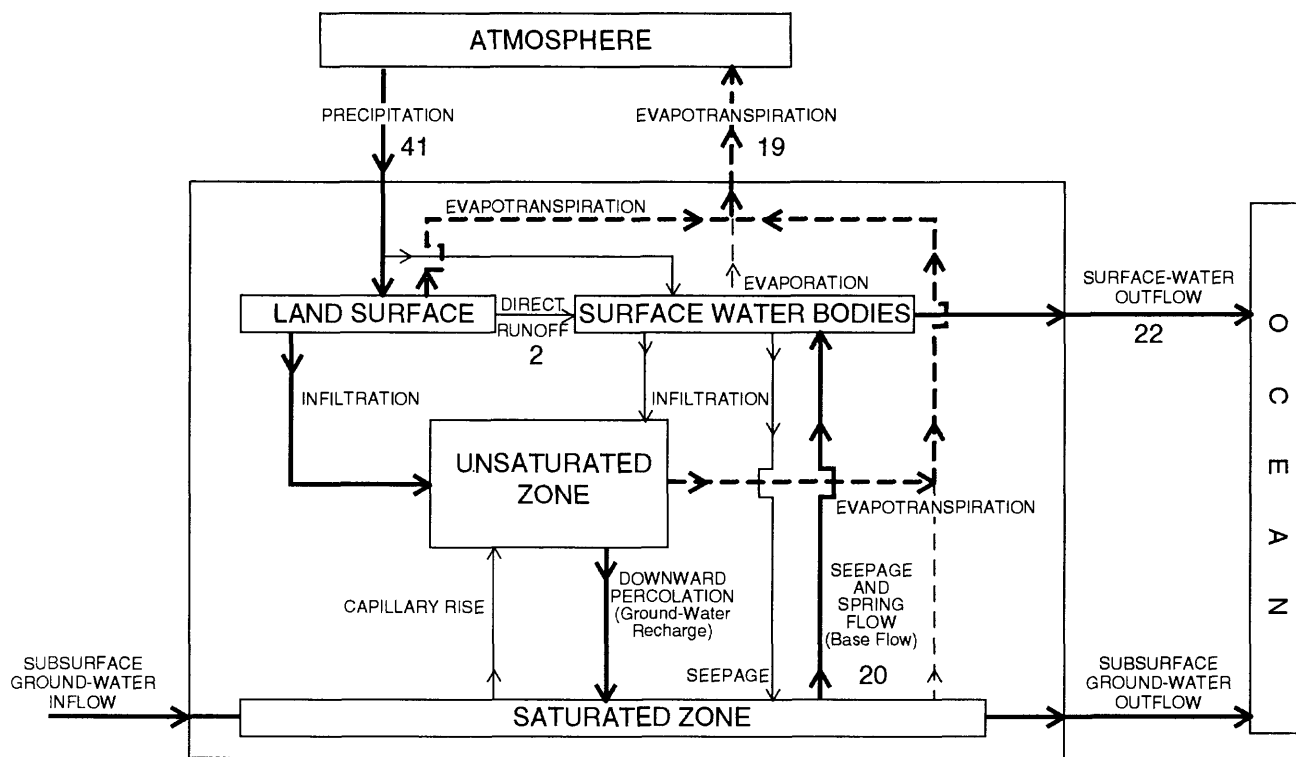 ATMOSPHERE
PRECIPITATION
41
EVAPOTRANSPIRATION
19
EVAPOTRANSPIRATION
EVAPORATION
SURFACE-WATER
OUTFLOW
22
LAND SURFACE
DIRECT
RUNOFF
2
SURFACE WATER BODIES
INFILTRATION
INFILTRATION
UNSATURATED
ZONE
EVAPOTRANSPIRATION
CAPILLARY RISE
DOWNWARD
PERCOLATION
(Ground-Water
Recharge)
SEEPAGE
SEEPAGE
AND
SPRING
FLOW
(Base Flow)
20
SUBSURFACE
GROUND-WATER
INFLOW
SATURATED ZONE
SUBSURFACE
GROUND-WATER
OUTFLOW
O
C
E
A
N